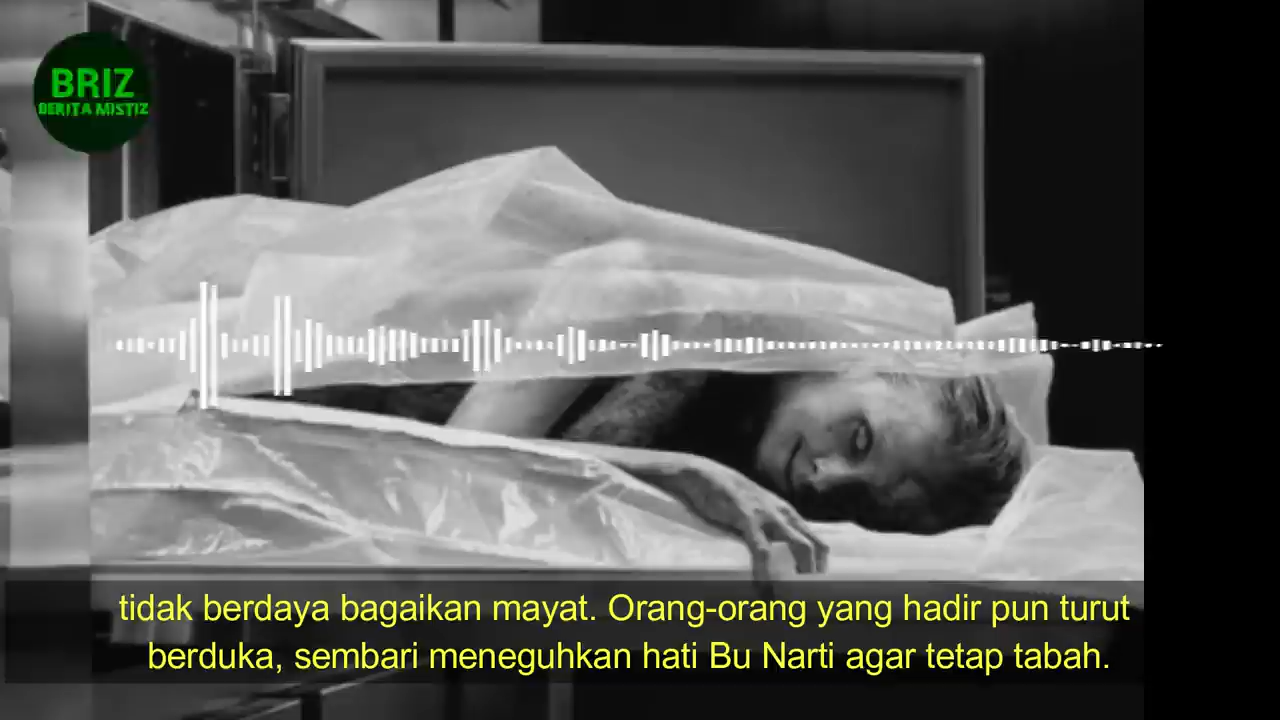 BRIZ
BERITA MISTIZ
tidak berdaya bagaikan mayat. Orang-orang yang hadir pun turut
berduka, sembari meneguhkan hati Bu Narti agar tetap tabah.